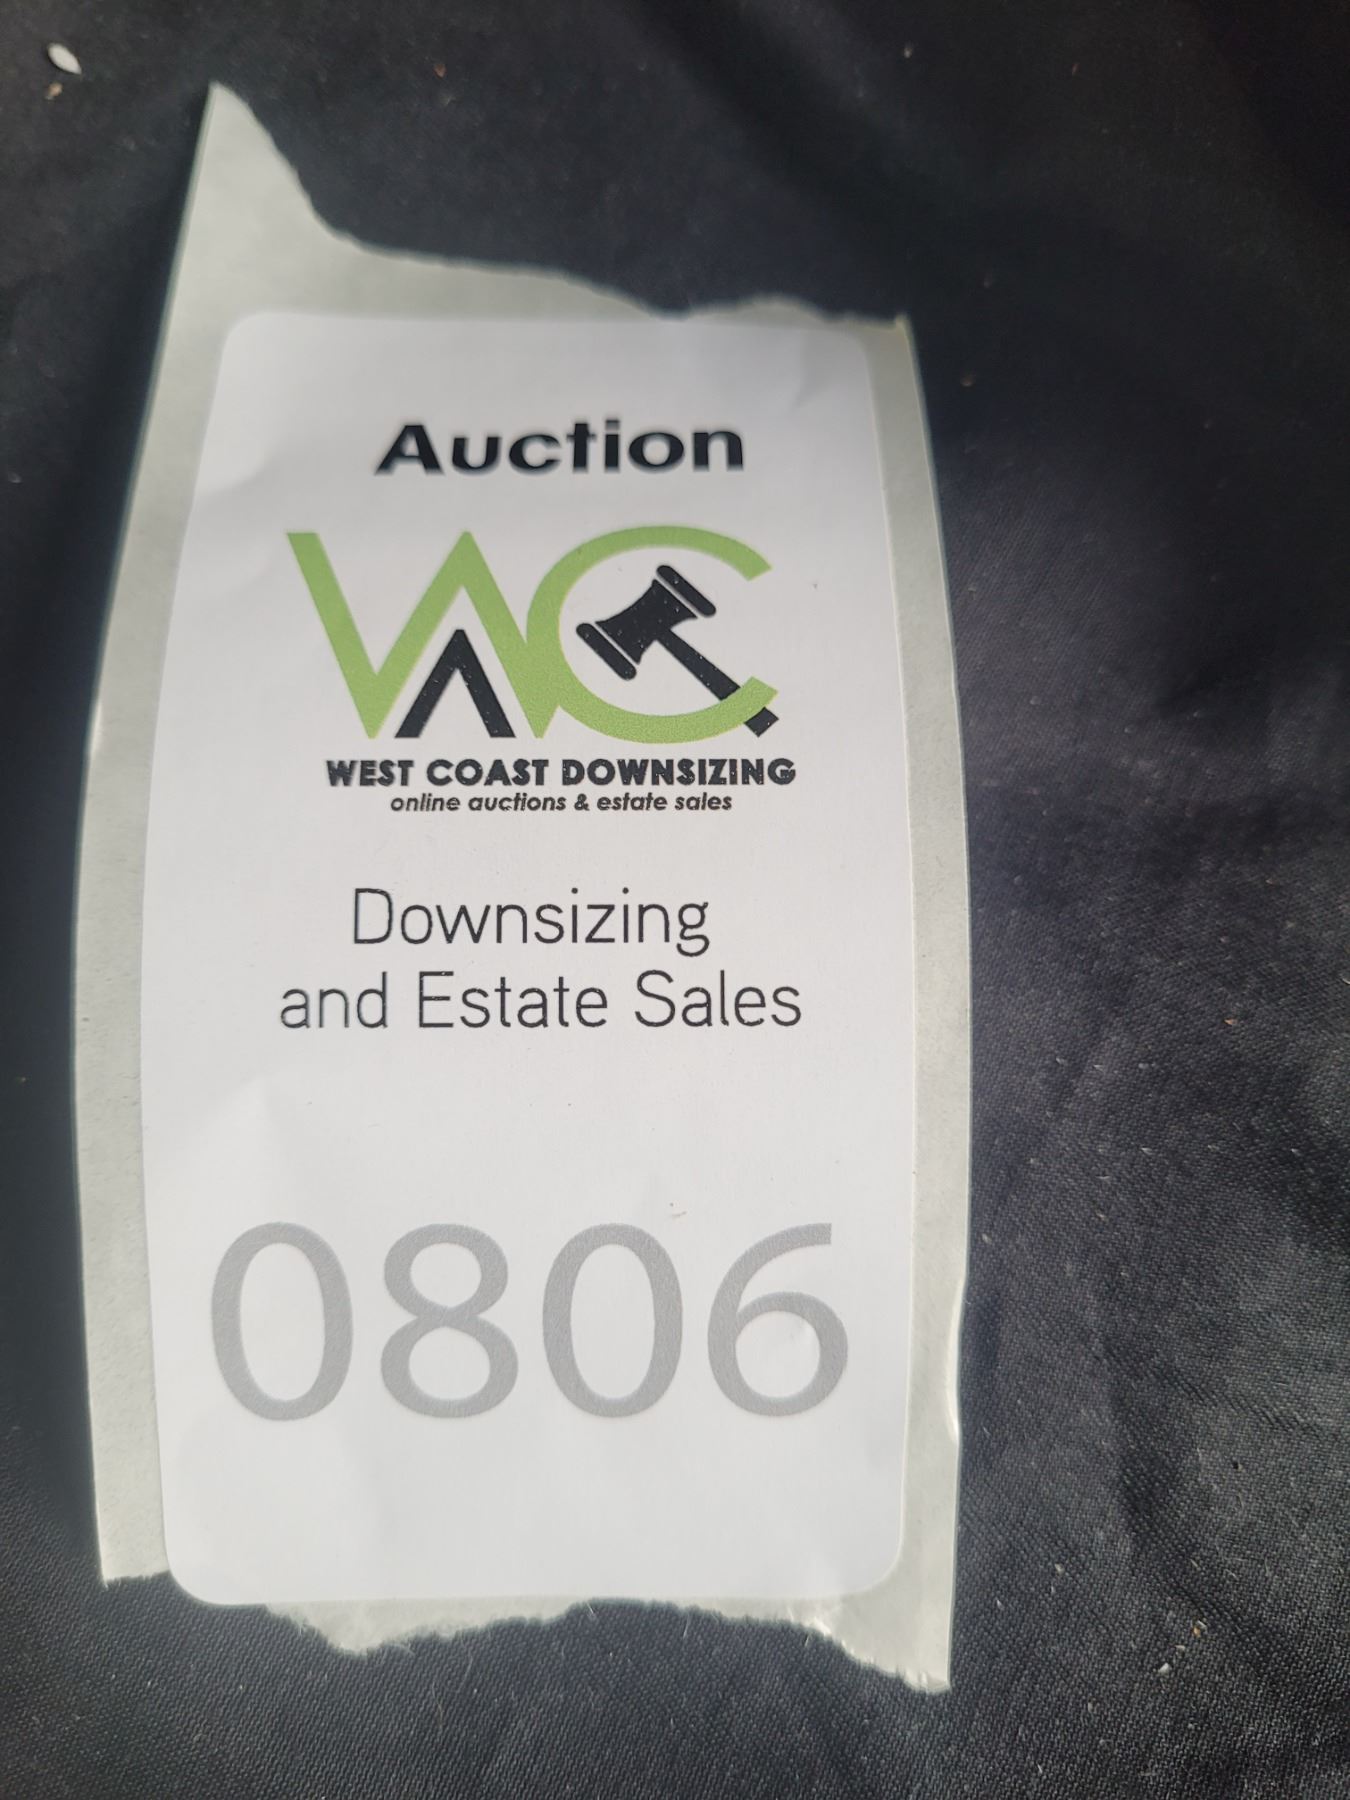 Auction
WC
WEST COAST DOWNSIZING
online auctions & estate sales
Downsizing
and Estate Sales
0806